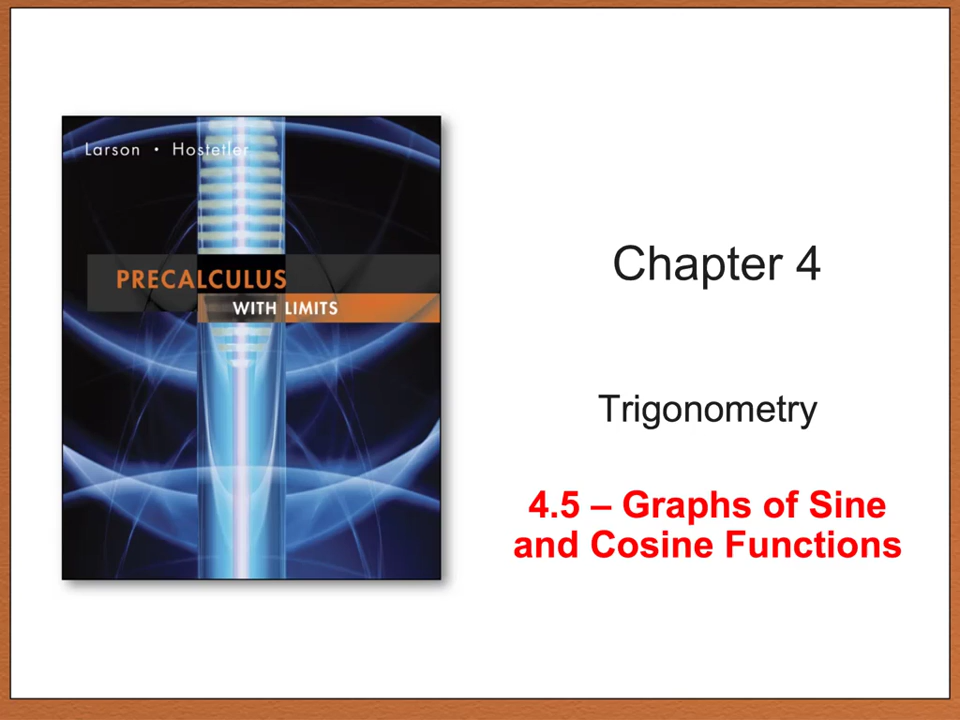 Larson • Hostetler
PRECALCULUS
WITH LIMITS
Chapter 4
Trigonometry
4.5 – Graphs of Sine
and Cosine Functions